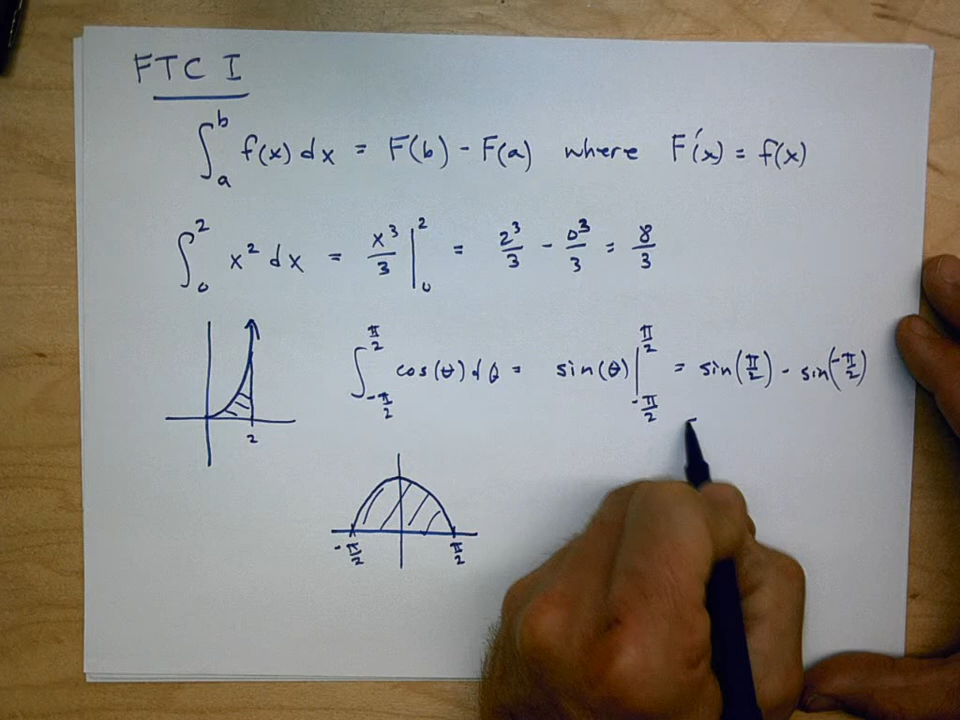 FTC I
∫_a^b f(x) dx = F(b) - F(a) where F'(x) = f(x)
∫_0^2 x² dx = x³/3 |_0^2 = 2³/3 - 0³/3 = 8/3
∫_{-π/2}^{π/2} cos(θ) dθ = sin(θ) |_{-π/2}^{π/2} = sin(π/2) - sin(-π/2)
2
-π/2 π/2